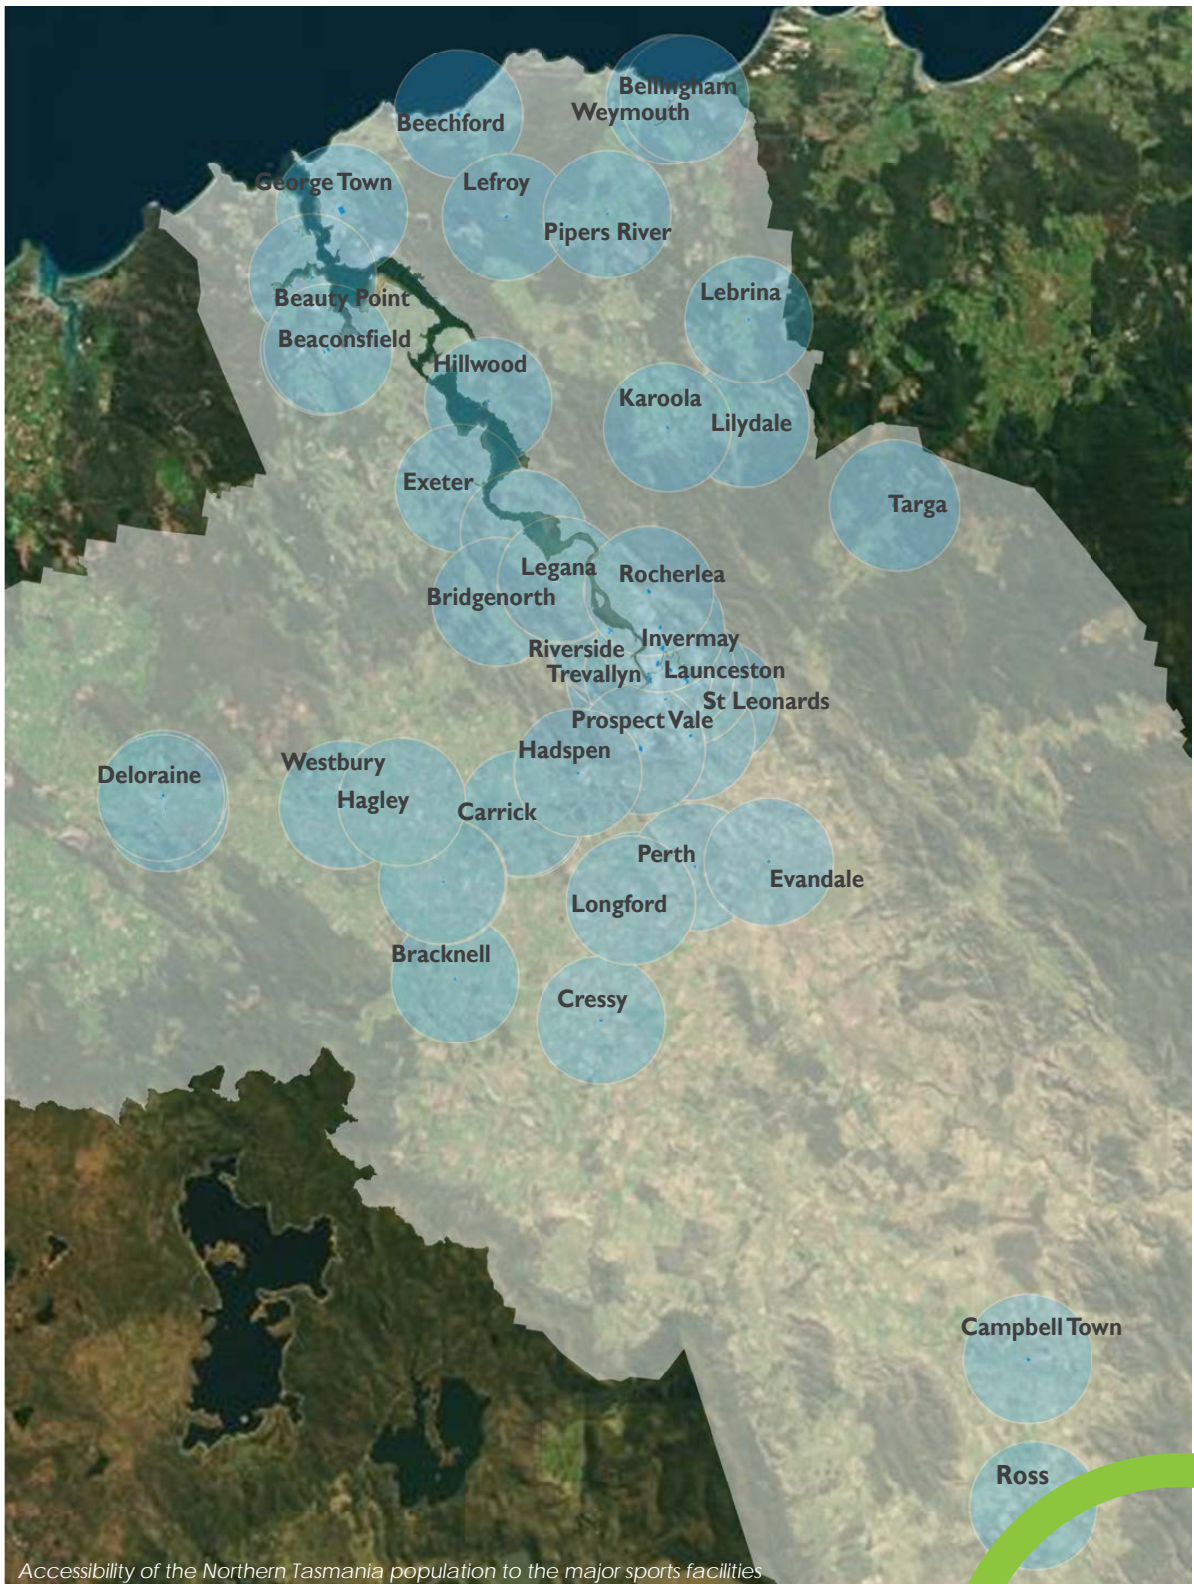 Bellingham
Weymouth
Beechford
George Town
Lefroy
Pipers River
Lebrina
Beauty Point
Beaconsfield
Hillwood
Karoola
Lilydale
Exeter
Targa
Legana
Rocherlea
Bridgenorth
Invermay
Riverside
Launceston
Trevallyn
St Leonards
Prospect Vale
Hadspen
Westbury
Deloraine
Hagley
Carrick
Perth
Evandale
Longford
Bracknell
Cressy
Campbell Town
Ross
Accessibility of the Northern Tasmania population to the major sports facilities